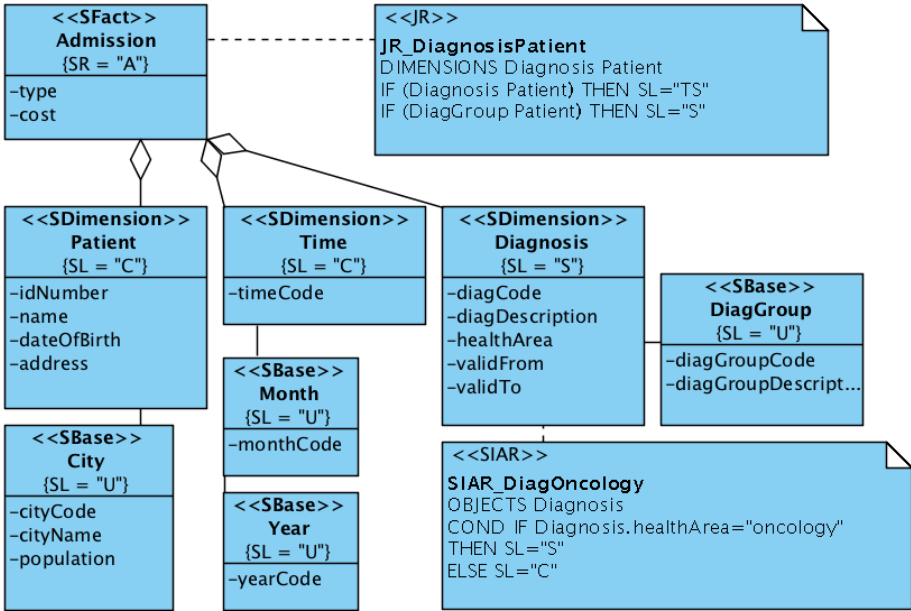 <<SFact>>
Admission
{SR = "A"}
-type
-cost
<<JR>>
JR_DiagnosisPatient
DIMENSIONS Diagnosis Patient
IF (Diagnosis Patient) THEN SL="TS"
IF (DiagGroup Patient) THEN SL="S"
<<SDimension>>
Patient
{SL = "C"}
-idNumber
-name
-dateOfBirth
-address
<<SDimension>>
Time
{SL = "C"}
-timeCode
<<SDimension>>
Diagnosis
{SL = "S"}
-diagCode
-diagDescription
-healthArea
-validFrom
-validTo
<<SBase>>
DiagGroup
{SL = "U"}
-diagGroupCode
-diagGroupDescript...
<<SBase>>
Month
{SL = "U"}
-monthCode
<<SBase>>
City
{SL = "U"}
-cityCode
-cityName
-population
<<SBase>>
Year
{SL = "U"}
-yearCode
<<SIAR>>
SIAR_DiagOncology
OBJECTS Diagnosis
COND IF Diagnosis.healthArea="oncology"
THEN SL="S"
ELSE SL="C"